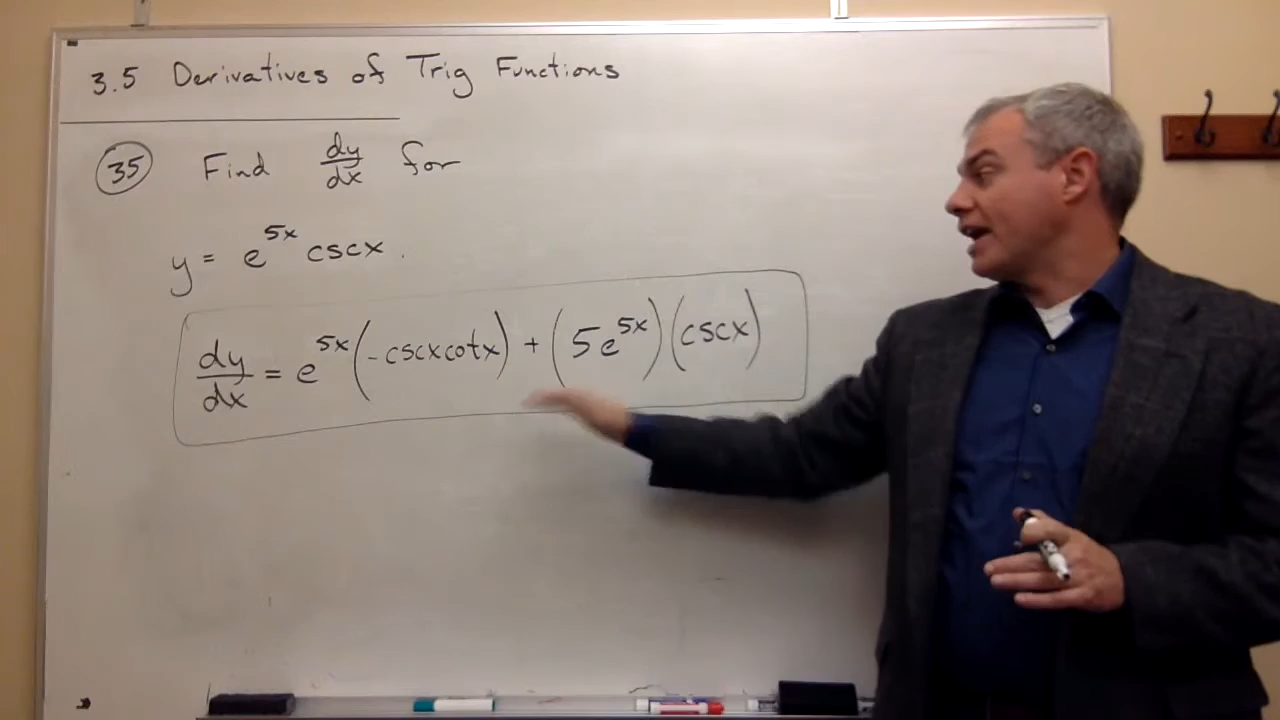 3.5 Derivatives of Trig Functions
35 Find dy/dx for
y = e^5x cscx.
dy/dx = e^5x (-cscxcotx) + (5e^5x)(cscx)